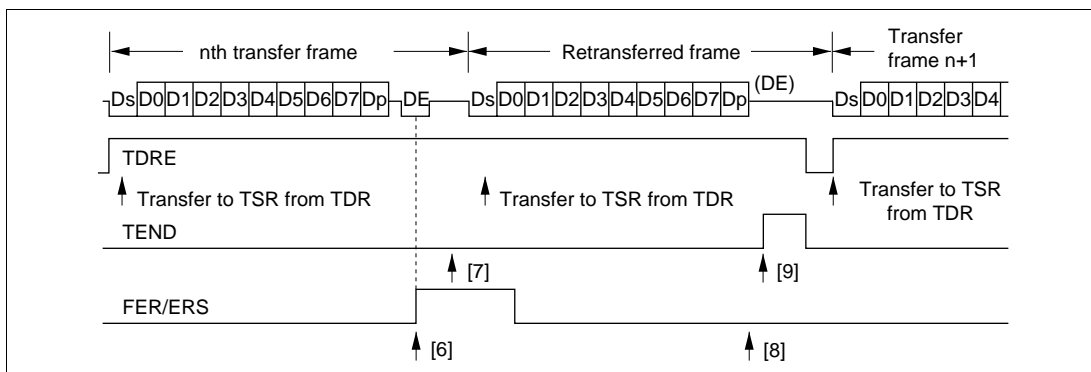 nth transfer frame
Retransferred frame
Transfer
frame n+1
Ds D0 D1 D2 D3 D4 D5 D6 D7 Dp DE
Ds D0 D1 D2 D3 D4 D5 D6 D7 Dp (DE)
Ds D0 D1 D2 D3 D4
TDRE
Transfer to TSR from TDR
Transfer to TSR from TDR
Transfer to TSR
from TDR
TEND
[7]
[9]
FER/ERS
[6]
[8]